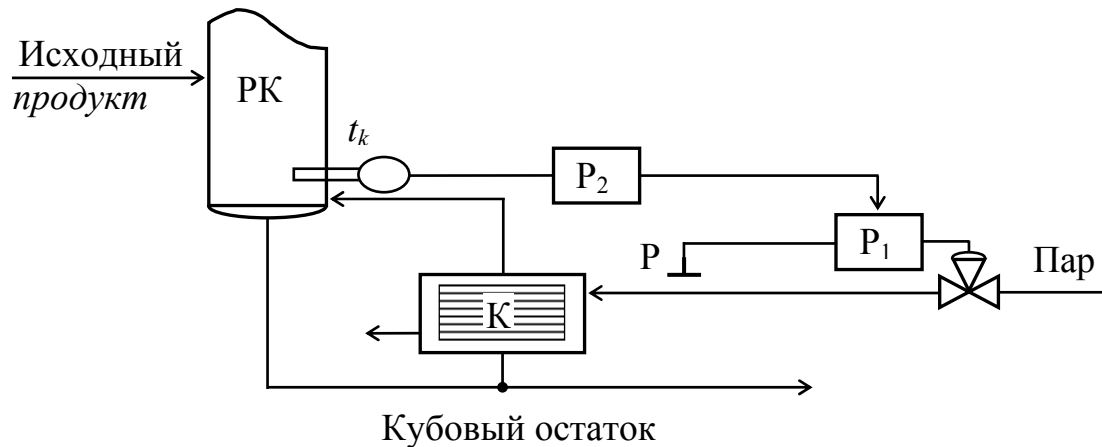 Исходный
продукт
РК
t_k
Р₂
Р₁
Р
Пар
К
Кубовый остаток